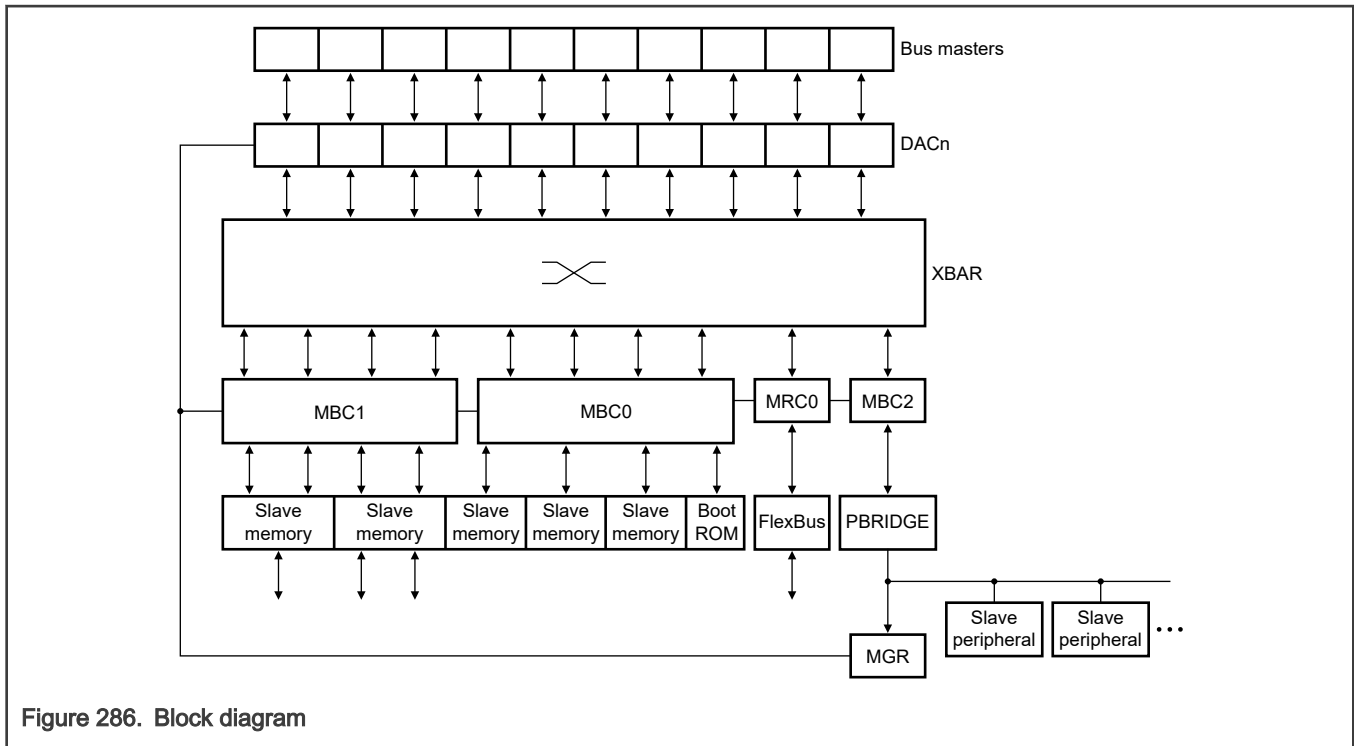 Bus masters
DACn
XBAR
MBC1
MBC0
MRC0
MBC2
Slave
memory
Slave
memory
Slave
memory
Slave
memory
Slave
memory
Boot
ROM
FlexBus
PBRIDGE
Slave
peripheral
Slave
peripheral
...
MGR
Figure 286. Block diagram